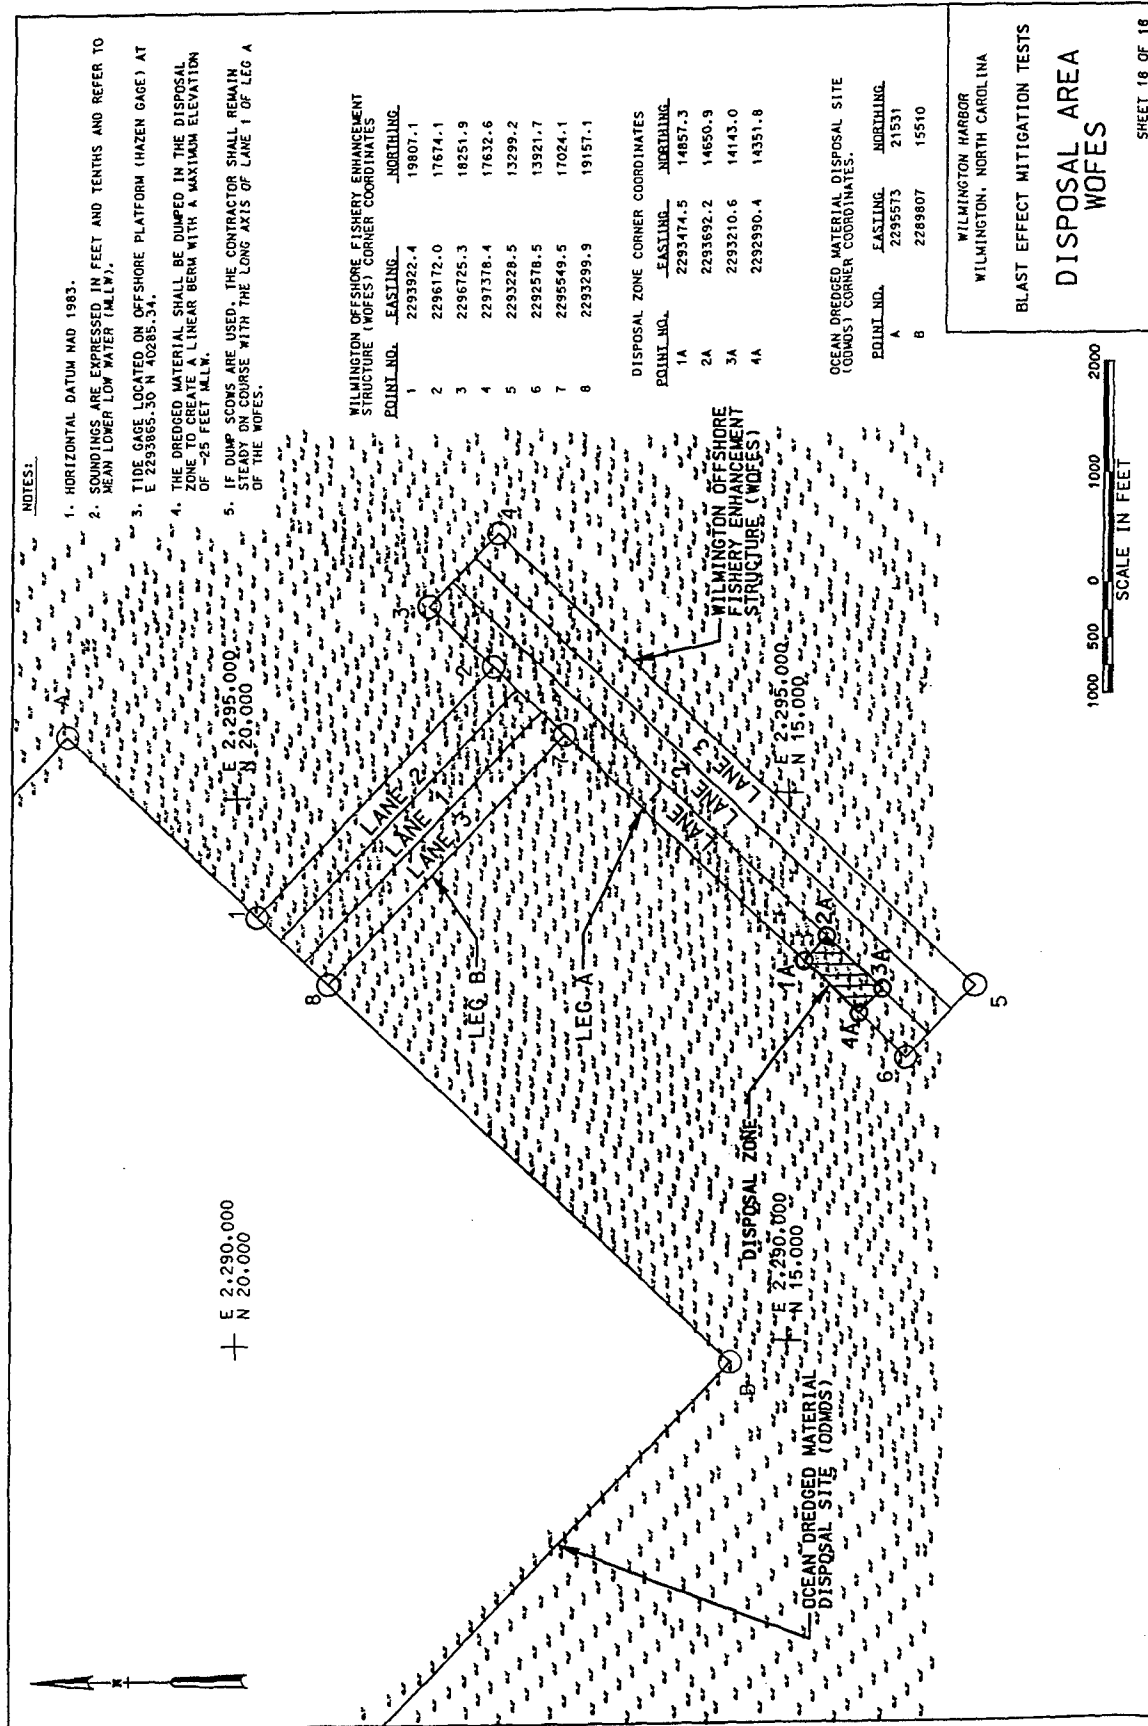 NOTES:
1. HORIZONTAL DATUM NAD 1983.
2. SOUNDINGS ARE EXPRESSED IN FEET AND TENTHS AND REFER TO
MEAN LOWER LOW WATER (MLLW).
3. TIDE GAGE LOCATED ON OFFSHORE PLATFORM (HAZEN GAGE) AT
E 2293865.30 N 40285.34.
4. THE DREDGED MATERIAL SHALL BE DUMPED IN THE DISPOSAL
ZONE TO CREATE A LINEAR BERM WITH A MAXIMUM ELEVATION
OF -25 FEET MLLW.
5. IF DUMP SCOWS ARE USED, THE CONTRACTOR SHALL REMAIN
STEADY ON COURSE WITH THE LONG AXIS OF LANE 1 OF LEG A
OF THE WOFES.
WILMINGTON OFFSHORE FISHERY ENHANCEMENT
STRUCTURE (WOFES) CORNER COORDINATES
POINT NO. EASTING NORTHING
1 2293922.4 19807.1
2 2296172.0 17674.1
3 2296725.3 18251.9
4 2297378.4 17632.6
5 2293228.5 13299.2
6 2292578.5 13921.7
7 2295549.5 17024.1
8 2293299.9 19157.1
DISPOSAL ZONE CORNER COORDINATES
POINT NO. EASTING NORTHING
1A 2293474.5 14857.3
2A 2293692.2 14650.9
3A 2293210.6 14143.0
4A 2292990.4 14351.8
OCEAN DREDGED MATERIAL DISPOSAL SITE
(ODMDS) CORNER COORDINATES.
POINT NO. EASTING NORTHING
A 2295573 21531
B 2289807 15510
WILMINGTON HARBOR
WILMINGTON, NORTH CAROLINA
BLAST EFFECT MITIGATION TESTS
DISPOSAL AREA
WOFES
SHEET 18 OF 18
E 2,290,000
N 20,000
E 2,295,000
N 20,000
E 2,290,000
N 15,000
E 2,295,000
N 15,000
A
1
8
3
2
4
7
LANE 2
LANE 1
LANE 3
LEG B
LEG A
LANE 1
LANE 2
LANE 3
WILMINGTON OFFSHORE
FISHERY ENHANCEMENT
STRUCTURE (WOFES)
1A
2A
3A
4A
6
5
DISPOSAL ZONE
B
OCEAN DREDGED MATERIAL
DISPOSAL SITE (ODMDS)
1000 500 0 1000 2000
SCALE IN FEET
N